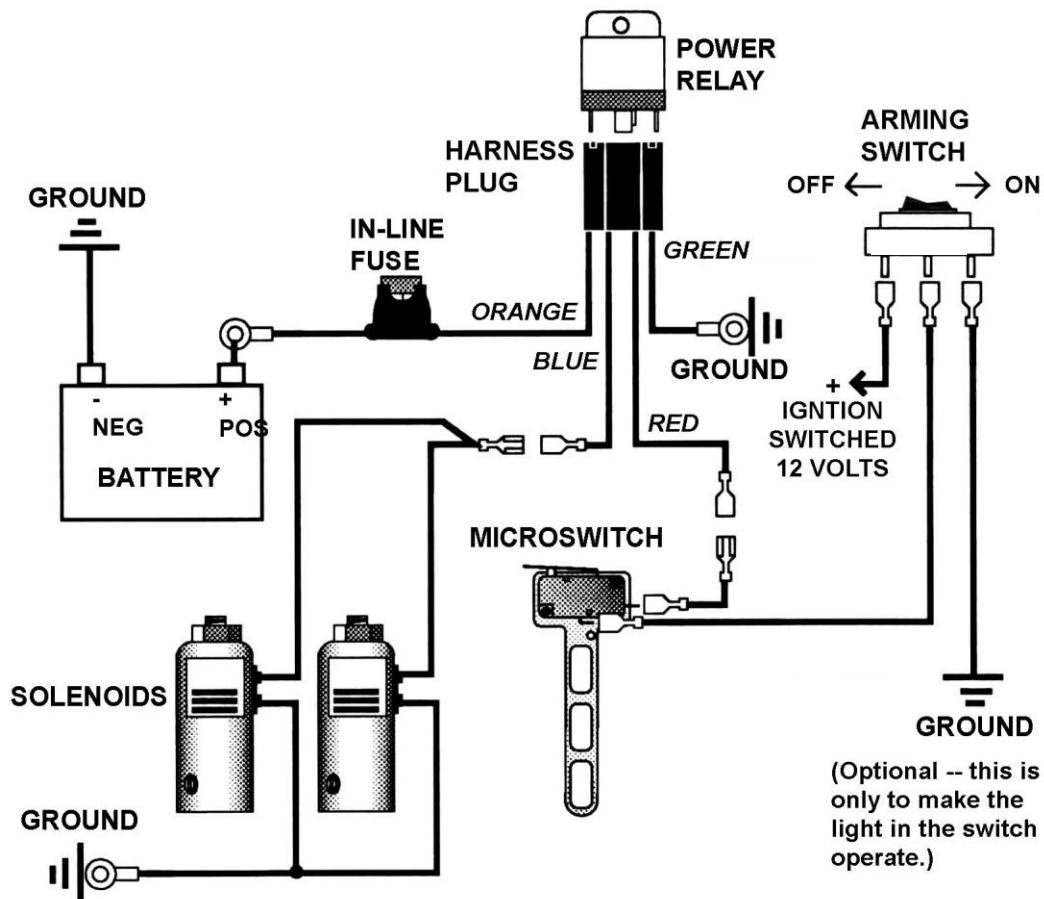 POWER
RELAY
ARMING
SWITCH
OFF
ON
HARNESS
PLUG
GROUND
IN-LINE
FUSE
GREEN
ORANGE
BLUE
GROUND
+
IGNTION
SWITCHED
12 VOLTS
-
NEG
+
POS
BATTERY
RED
MICROSWITCH
SOLENOIDS
GROUND
(Optional -- this is
only to make the
light in the switch
operate.)
GROUND